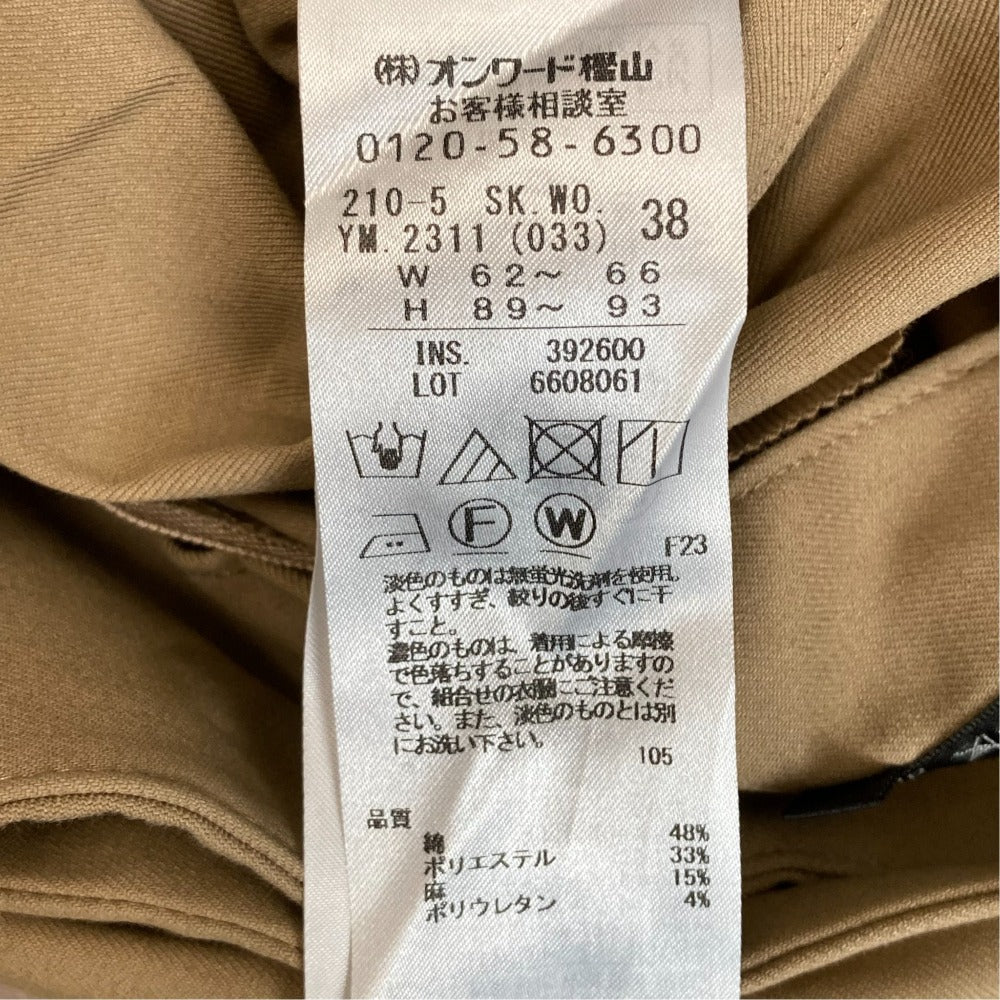 (株)オンワード樫山
お客様相談室
0120-58-6300
210-5 SK.WO. 38
YM.2311 (033)
W 62～ 66
H 89～ 93
INS. 392600
LOT 6608061
F W
F23
淡色のものは無蛍光洗剤を使用。
よくすすぎ、絞りの後すぐに干
すこと。
濃色のものは、着用による摩擦
で色落ちすることがありますの
で、組合せの衣服にご注意くだ
さい。また、淡色のものとは別
にお洗い下さい。
105
品質
綿 48%
ポリエステル 33%
麻 15%
ポリウレタン 4%